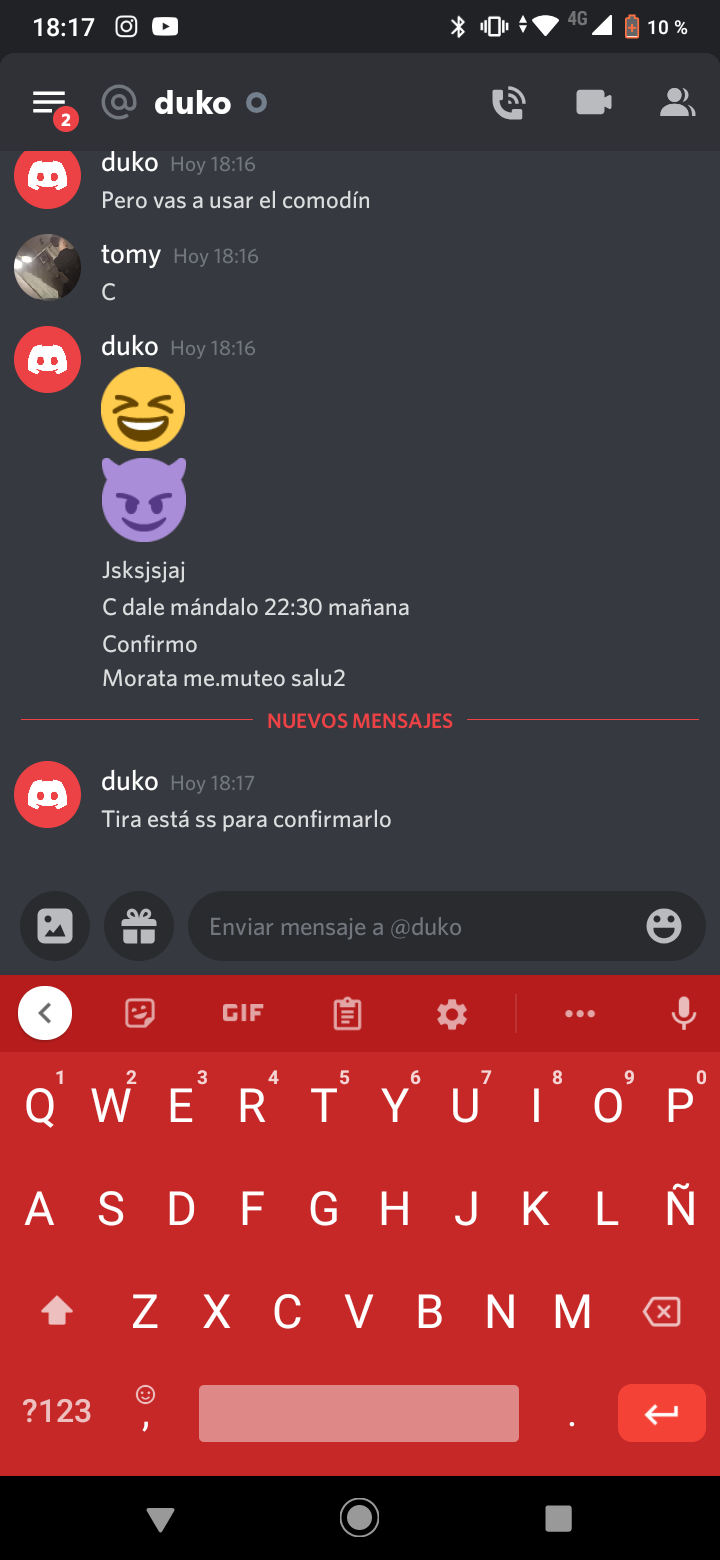 18:17 4G 10 %
2 @ duko
duko Hoy 18:16
Pero vas a usar el comodín
tomy Hoy 18:16
C
duko Hoy 18:16
Jsksjsjaj
C dale mándalo 22:30 mañana
Confirmo
Morata me.muteo salu2
NUEVOS MENSAJES
duko Hoy 18:17
Tira está ss para confirmarlo
Enviar mensaje a @duko
GIF
1 2 3 4 5 6 7 8 9 0
Q W E R T Y U I O P
A S D F G H J K L Ñ
Z X C V B N M
?123 , .